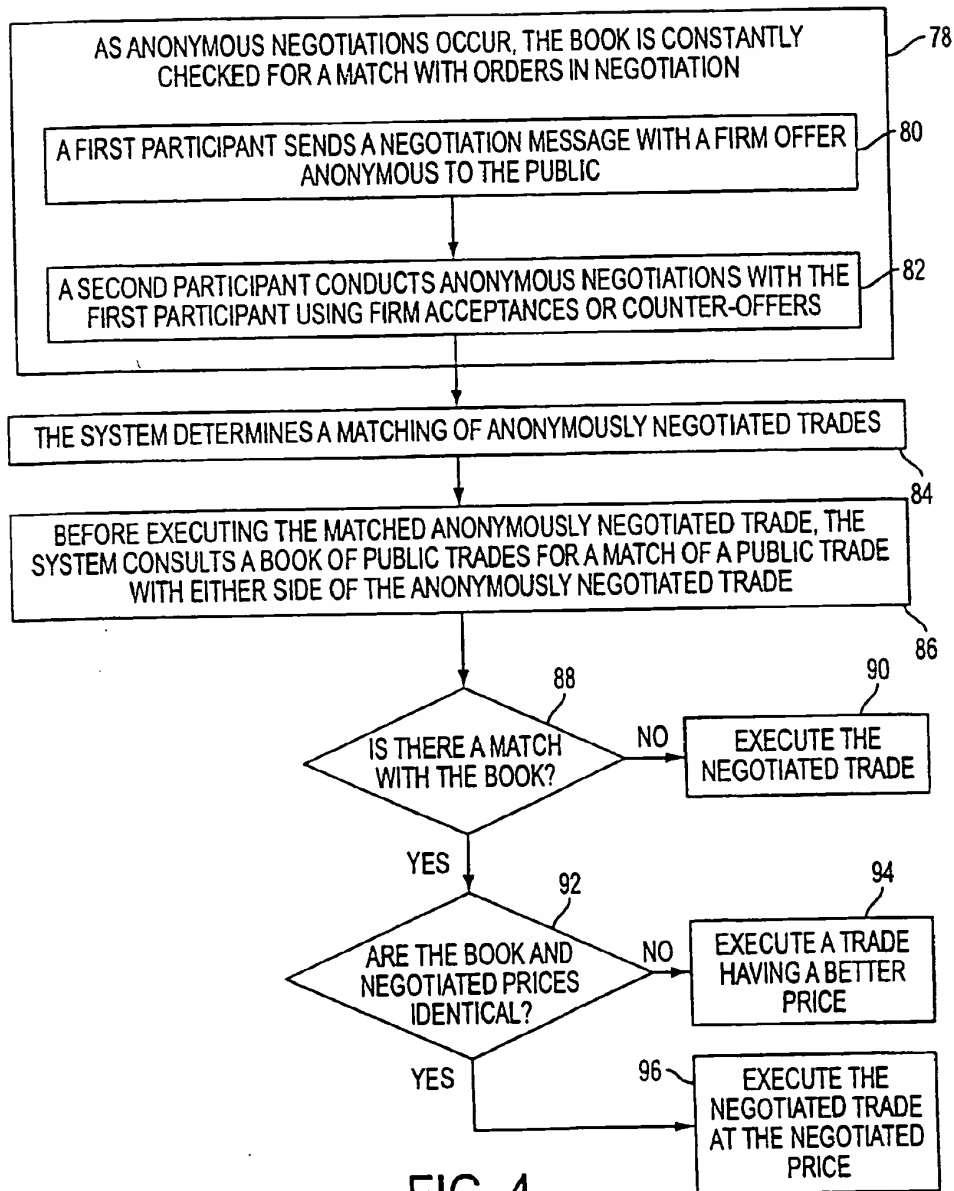 AS ANONYMOUS NEGOTIATIONS OCCUR, THE BOOK IS CONSTANTLY
CHECKED FOR A MATCH WITH ORDERS IN NEGOTIATION
78
A FIRST PARTICIPANT SENDS A NEGOTIATION MESSAGE WITH A FIRM OFFER
ANONYMOUS TO THE PUBLIC
80
A SECOND PARTICIPANT CONDUCTS ANONYMOUS NEGOTIATIONS WITH THE
FIRST PARTICIPANT USING FIRM ACCEPTANCES OR COUNTER-OFFERS
82
THE SYSTEM DETERMINES A MATCHING OF ANONYMOUSLY NEGOTIATED TRADES
84
BEFORE EXECUTING THE MATCHED ANONYMOUSLY NEGOTIATED TRADE, THE
SYSTEM CONSULTS A BOOK OF PUBLIC TRADES FOR A MATCH OF A PUBLIC TRADE
WITH EITHER SIDE OF THE ANONYMOUSLY NEGOTIATED TRADE
86
88
IS THERE A MATCH
WITH THE BOOK?
NO
90
EXECUTE THE
NEGOTIATED TRADE
YES
92
ARE THE BOOK AND
NEGOTIATED PRICES
IDENTICAL?
NO
94
EXECUTE A TRADE
HAVING A BETTER
PRICE
YES
96
EXECUTE THE
NEGOTIATED TRADE
AT THE NEGOTIATED
PRICE
FIG. 4